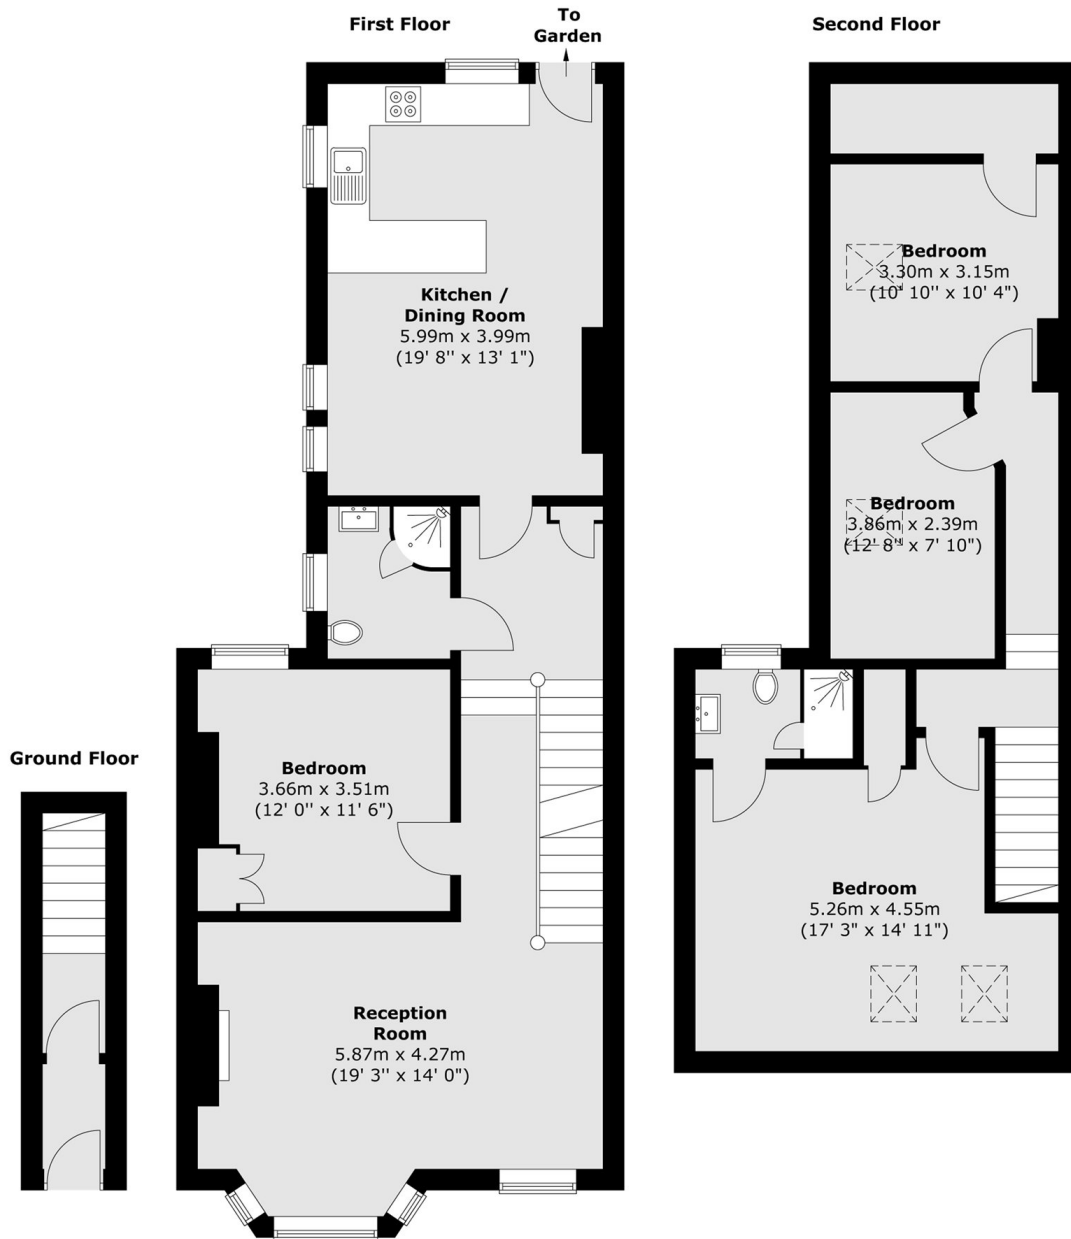 First Floor
To
Garden
Kitchen /
Dining Room
5.99m x 3.99m
(19' 8'' x 13' 1")
Bedroom
3.66m x 3.51m
(12' 0'' x 11' 6")
Reception
Room
5.87m x 4.27m
(19' 3'' x 14' 0")
Ground Floor
Second Floor
Bedroom
3.30m x 3.15m
(10' 10'' x 10' 4")
Bedroom
3.86m x 2.39m
(12' 8'' x 7' 10")
Bedroom
5.26m x 4.55m
(17' 3" x 14' 11")